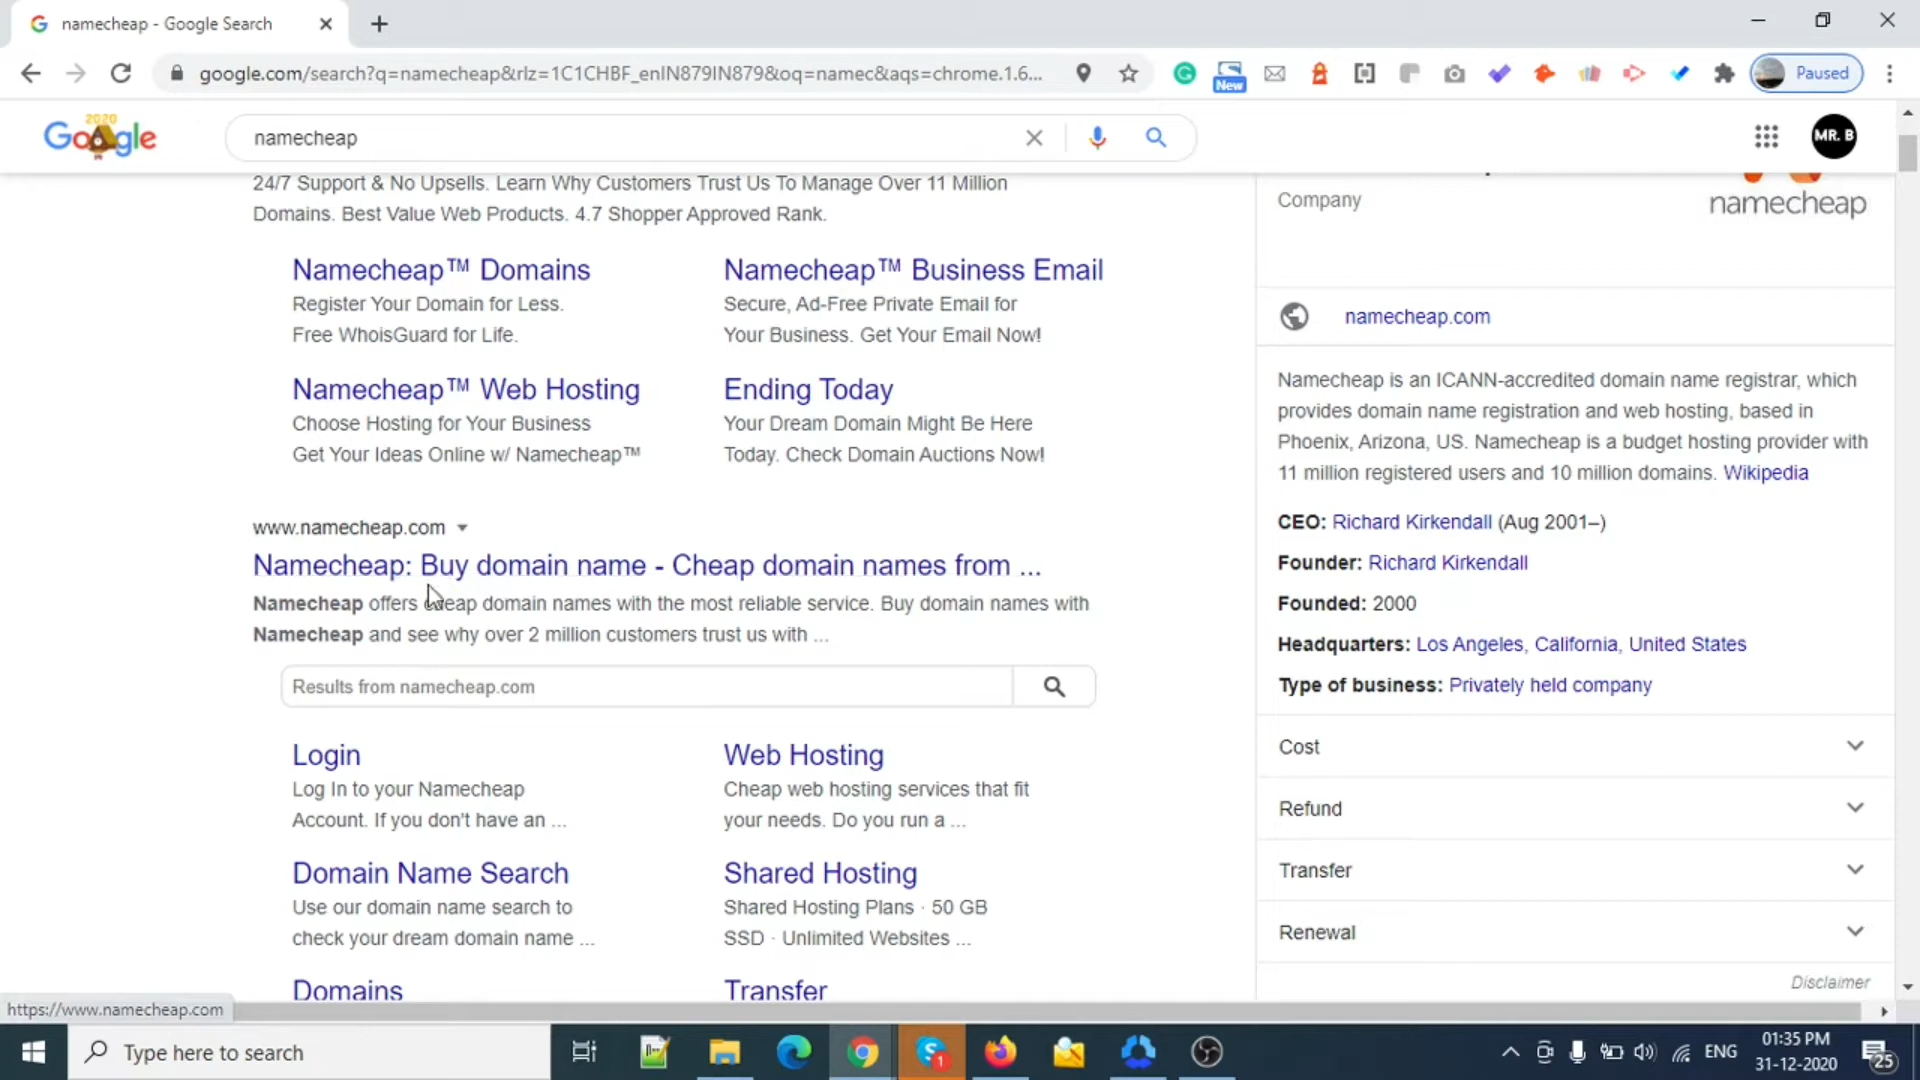 namecheap - Google Search
google.com/search?q=namecheap&rlz=1C1CHBF_enIN879IN879&oq=namec&aqs=chrome.1.6...
New
Paused
2020
Google
namecheap
MR. B
24/7 Support & No Upsells. Learn Why Customers Trust Us To Manage Over 11 Million
Domains. Best Value Web Products. 4.7 Shopper Approved Rank.
Namecheap™ Domains
Register Your Domain for Less.
Free WhoisGuard for Life.
Namecheap™ Business Email
Secure, Ad-Free Private Email for
Your Business. Get Your Email Now!
Namecheap™ Web Hosting
Choose Hosting for Your Business
Get Your Ideas Online w/ Namecheap™
Ending Today
Your Dream Domain Might Be Here
Today. Check Domain Auctions Now!
www.namecheap.com
Namecheap: Buy domain name - Cheap domain names from ...
Namecheap offers cheap domain names with the most reliable service. Buy domain names with
Namecheap and see why over 2 million customers trust us with ...
Results from namecheap.com
Login
Log In to your Namecheap
Account. If you don't have an ...
Web Hosting
Cheap web hosting services that fit
your needs. Do you run a ...
Domain Name Search
Use our domain name search to
check your dream domain name ...
Shared Hosting
Shared Hosting Plans · 50 GB
SSD · Unlimited Websites ...
Domains
Transfer
Company
namecheap
namecheap.com
Namecheap is an ICANN-accredited domain name registrar, which
provides domain name registration and web hosting, based in
Phoenix, Arizona, US. Namecheap is a budget hosting provider with
11 million registered users and 10 million domains. Wikipedia
CEO: Richard Kirkendall (Aug 2001–)
Founder: Richard Kirkendall
Founded: 2000
Headquarters: Los Angeles, California, United States
Type of business: Privately held company
Cost
Refund
Transfer
Renewal
Disclaimer
https://www.namecheap.com
Type here to search
1
ENG
01:35 PM
31-12-2020
25